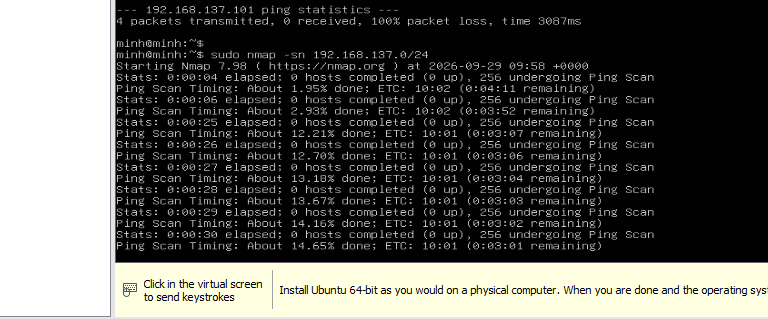 --- 192.168.137.101 ping statistics ---
4 packets transmitted, 0 received, 100% packet loss, time 3087ms
minh@minh:~$
minh@minh:~$ sudo nmap -sn 192.168.137.0/24
Starting Nmap 7.98 ( https://nmap.org ) at 2026-09-29 09:58 +0000
Stats: 0:00:04 elapsed; 0 hosts completed (0 up), 256 undergoing Ping Scan
Ping Scan Timing: About 1.95% done; ETC: 10:02 (0:04:11 remaining)
Stats: 0:00:06 elapsed; 0 hosts completed (0 up), 256 undergoing Ping Scan
Ping Scan Timing: About 2.93% done; ETC: 10:02 (0:03:52 remaining)
Stats: 0:00:25 elapsed; 0 hosts completed (0 up), 256 undergoing Ping Scan
Ping Scan Timing: About 12.21% done; ETC: 10:01 (0:03:07 remaining)
Stats: 0:00:26 elapsed; 0 hosts completed (0 up), 256 undergoing Ping Scan
Ping Scan Timing: About 12.70% done; ETC: 10:01 (0:03:06 remaining)
Stats: 0:00:27 elapsed; 0 hosts completed (0 up), 256 undergoing Ping Scan
Ping Scan Timing: About 13.18% done; ETC: 10:01 (0:03:04 remaining)
Stats: 0:00:28 elapsed; 0 hosts completed (0 up), 256 undergoing Ping Scan
Ping Scan Timing: About 13.67% done; ETC: 10:01 (0:03:03 remaining)
Stats: 0:00:29 elapsed; 0 hosts completed (0 up), 256 undergoing Ping Scan
Ping Scan Timing: About 14.16% done; ETC: 10:01 (0:03:02 remaining)
Stats: 0:00:30 elapsed; 0 hosts completed (0 up), 256 undergoing Ping Scan
Ping Scan Timing: About 14.65% done; ETC: 10:01 (0:03:01 remaining)
Click in the virtual screen
to send keystrokes
Install Ubuntu 64-bit as you would on a physical computer. When you are done and the operating sys